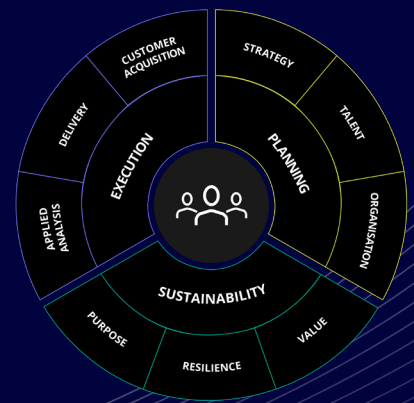 CUSTOMER
ACQUISITION
DELIVERY
APPLIED
ANALYSIS
EXECUTION
STRATEGY
TALENT
ORGANISATION
PLANNING
SUSTAINABILITY
PURPOSE
RESILIENCE
VALUE